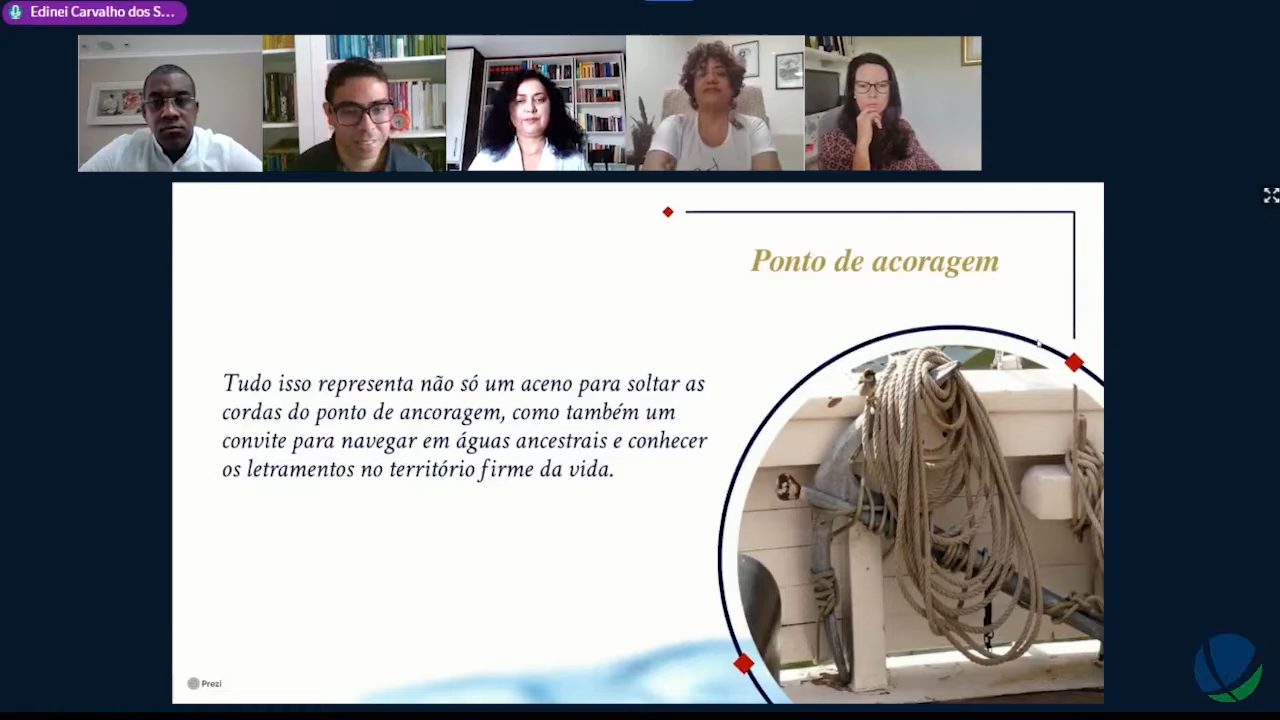 Edinei Carvalho dos S...
Ponto de acoragem
Tudo isso representa não só um aceno para soltar as
cordas do ponto de ancoragem, como também um
convite para navegar em águas ancestrais e conhecer
os letramentos no território firme da vida.
Prezi